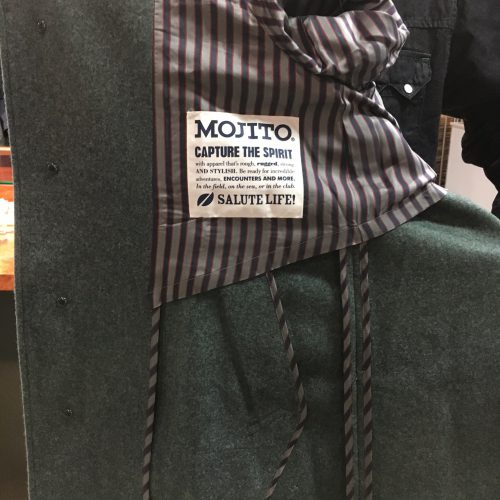 MOJITO®
CAPTURE THE SPIRIT
with apparel that's rough, rugged, strong,
AND STYLISH. Be ready for incredible
adventures, ENCOUNTERS AND MORE.
In the field, on the sea, or in the club.
SALUTE LIFE!